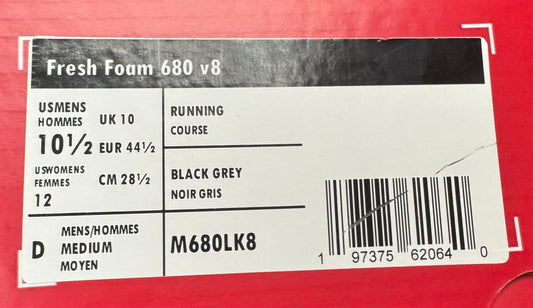 Fresh Foam 680 v8
USMENS
HOMMES
10½
UK 10
EUR 44½
USWOMENS
FEMMES
12
CM 28½
RUNNING
COURSE
BLACK GREY
NOIR GRIS
D
MENS/HOMMES
MEDIUM
MOYEN
M680LK8
1 97375 62064 0